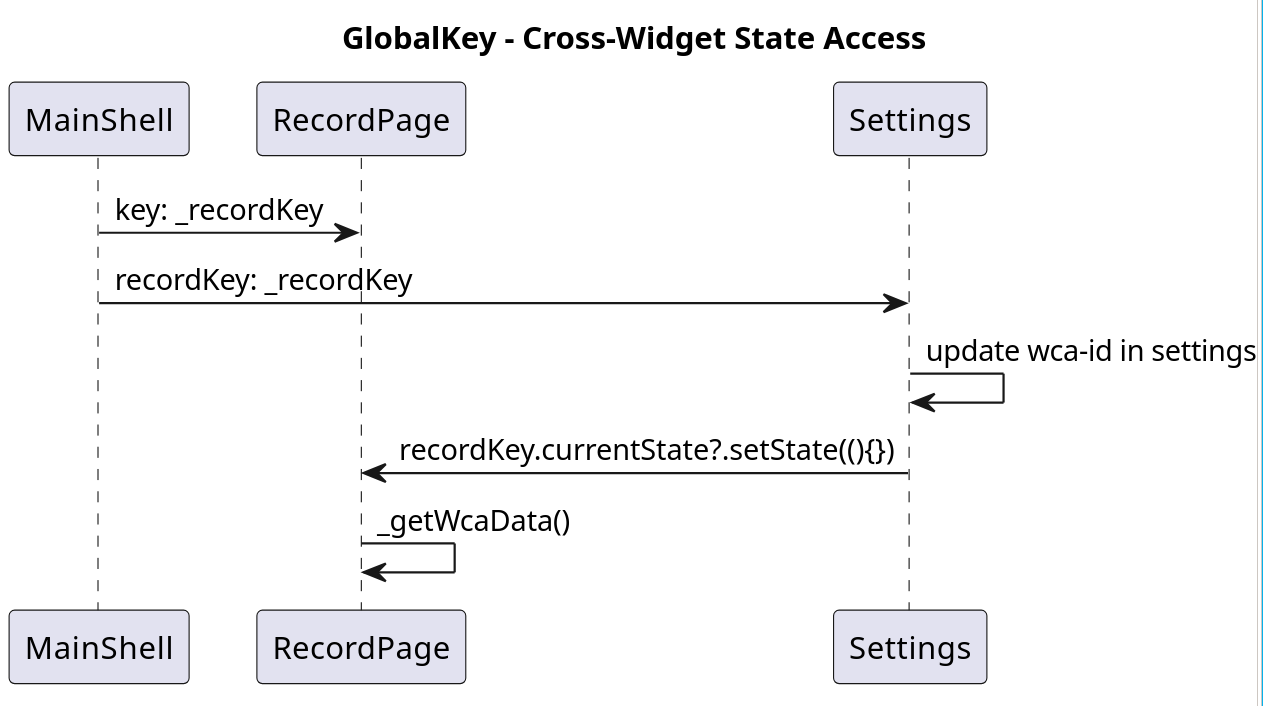 GlobalKey - Cross-Widget State Access
MainShell
RecordPage
Settings
key: _recordKey
recordKey: _recordKey
update wca-id in settings
recordKey.currentState?.setState((){})
_getWcaData()
MainShell
RecordPage
Settings